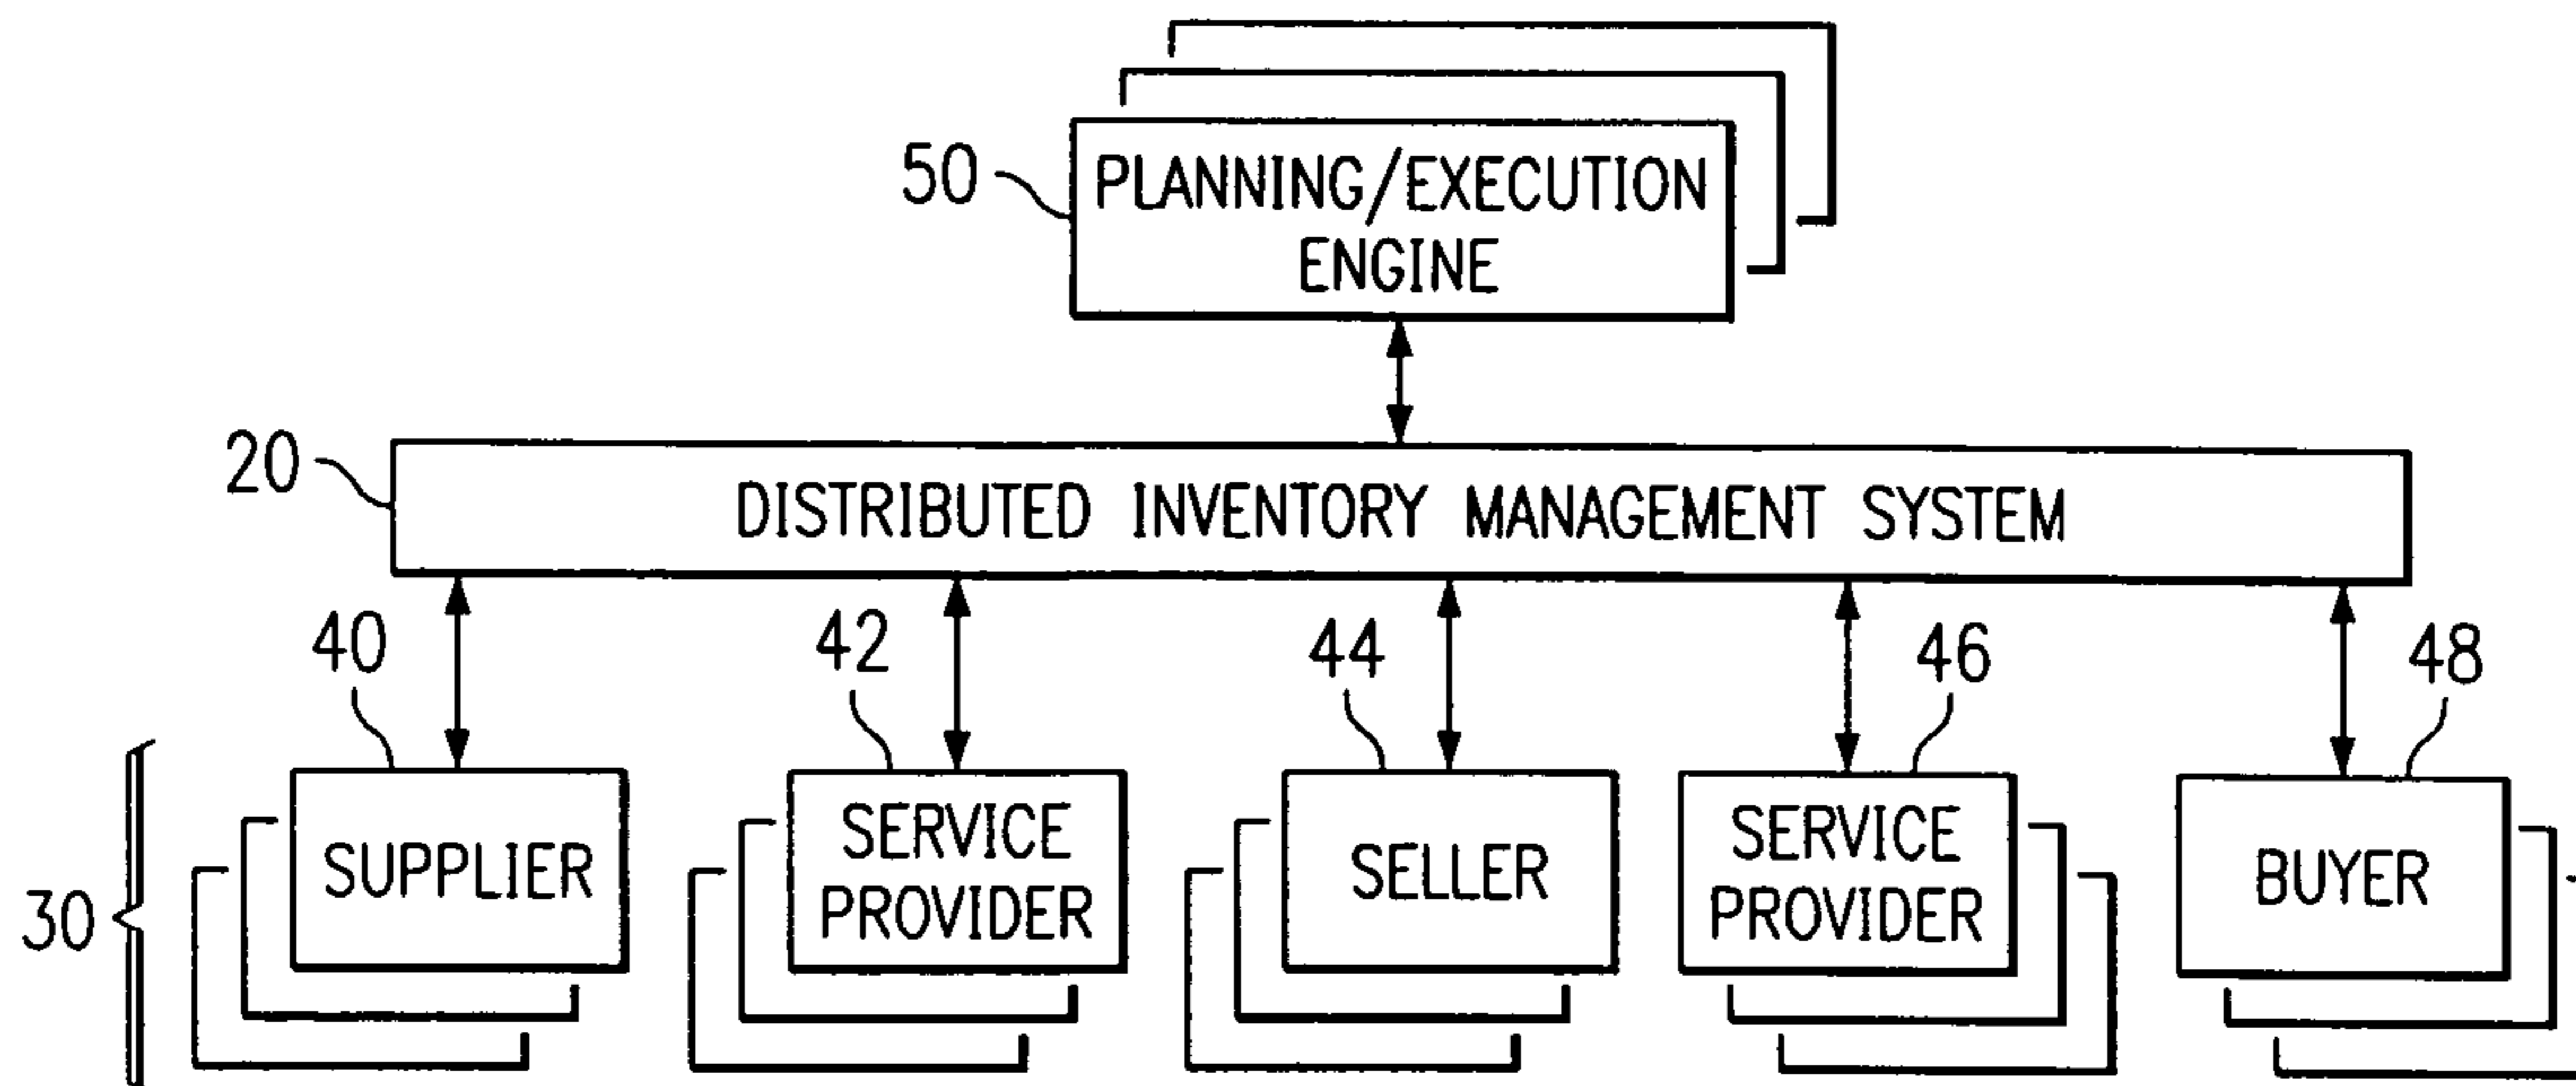 50
PLANNING/EXECUTION
ENGINE
20
DISTRIBUTED INVENTORY MANAGEMENT SYSTEM
40
42
44
46
48
30
SUPPLIER
SERVICE
PROVIDER
SELLER
SERVICE
PROVIDER
BUYER